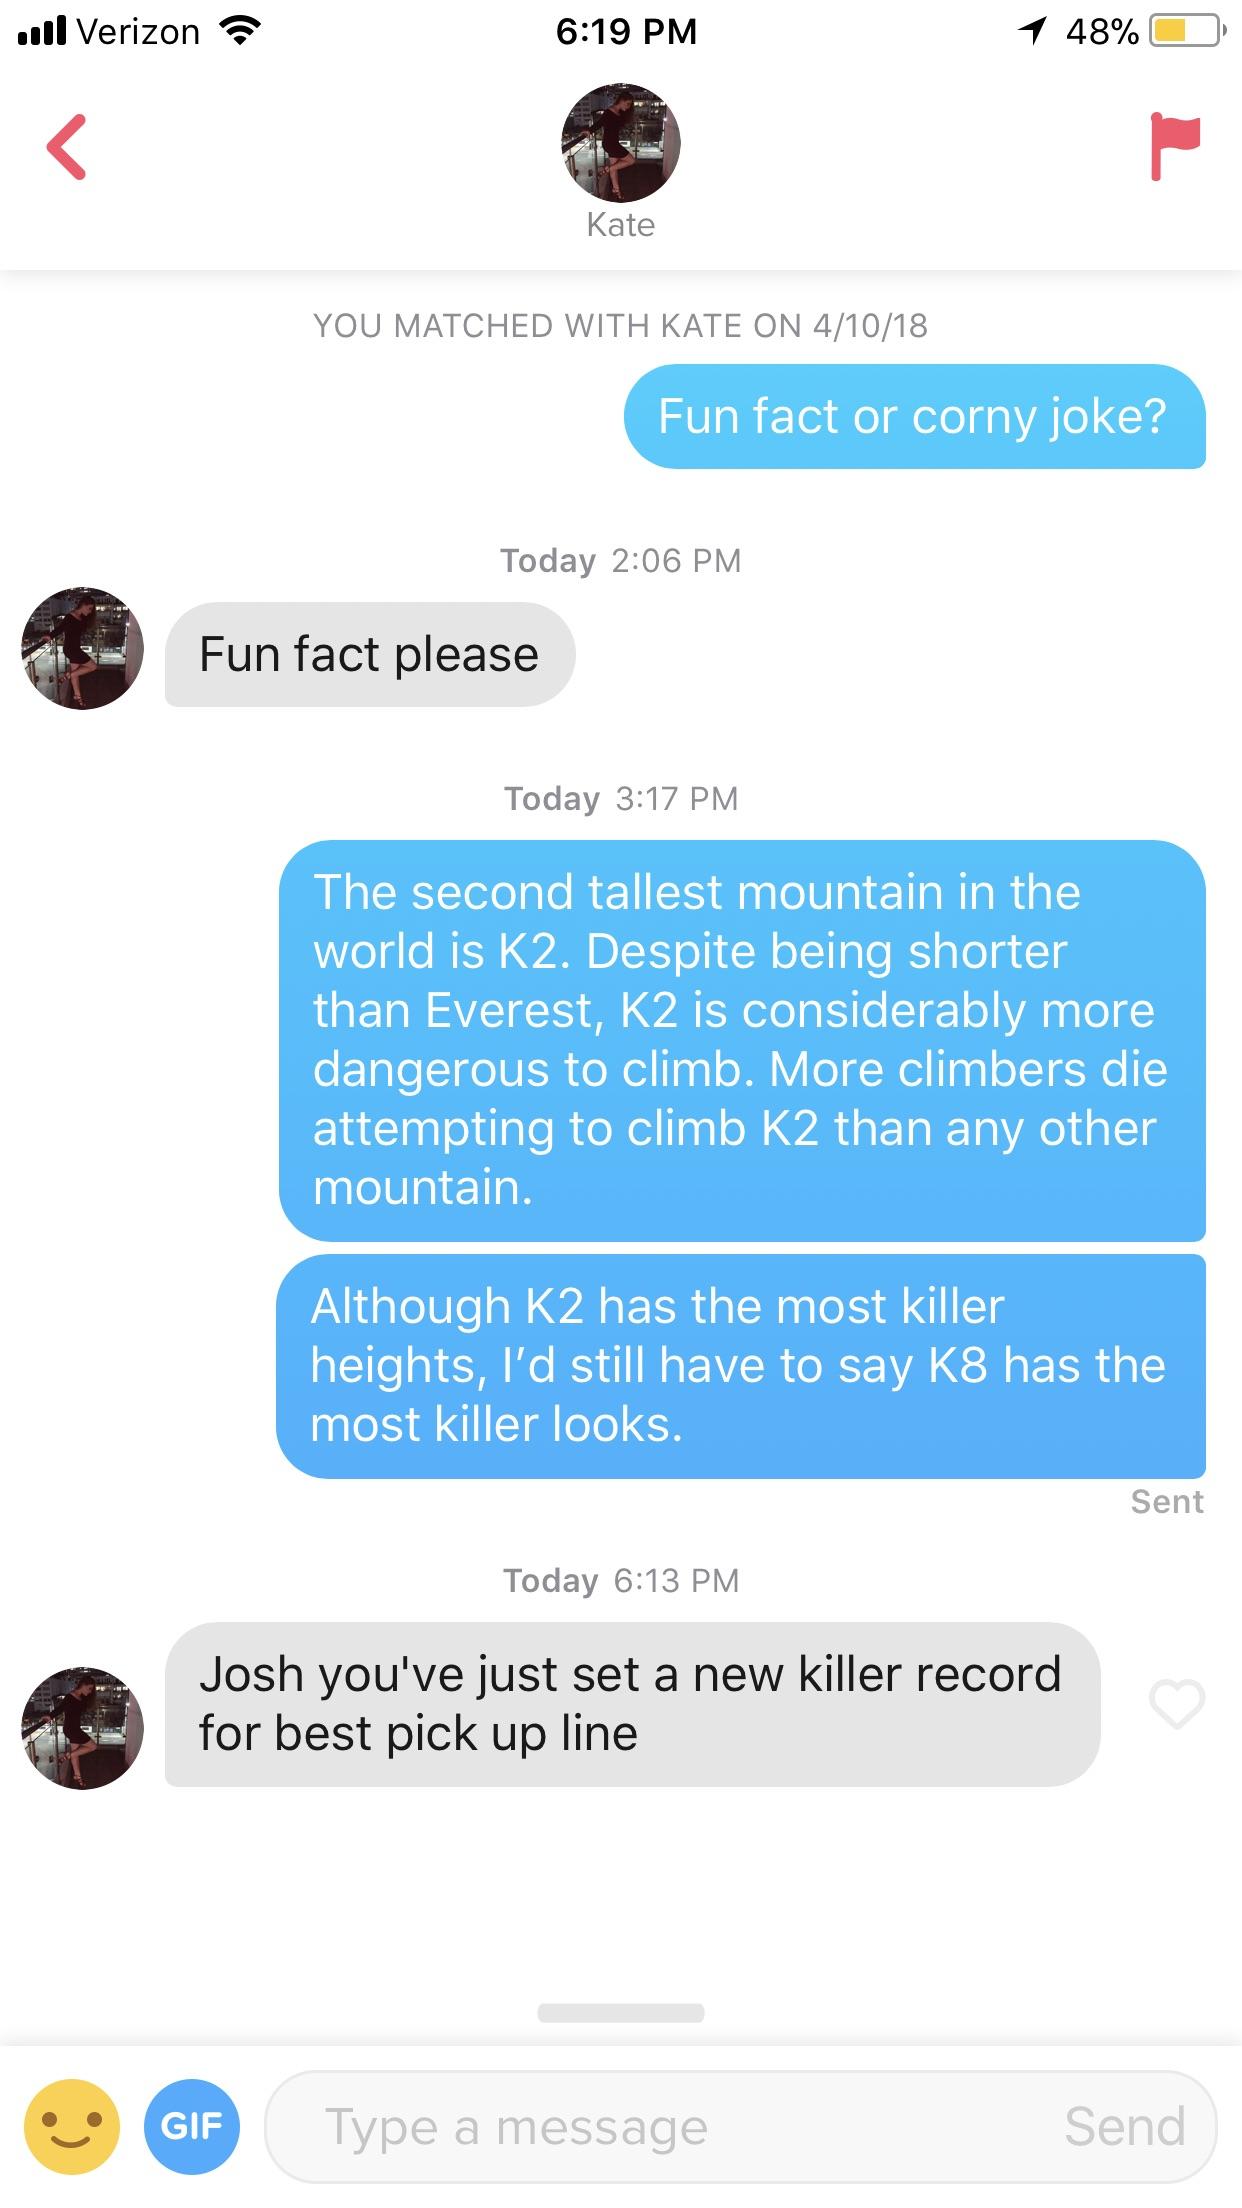 Verizon 6:19 PM 48%
Kate
YOU MATCHED WITH KATE ON 4/10/18
Fun fact or corny joke?
Today 2:06 PM
Fun fact please
Today 3:17 PM
The second tallest mountain in the
world is K2. Despite being shorter
than Everest, K2 is considerably more
dangerous to climb. More climbers die
attempting to climb K2 than any other
mountain.
Although K2 has the most killer
heights, I’d still have to say K8 has the
most killer looks.
Sent
Today 6:13 PM
Josh you've just set a new killer record
for best pick up line
GIF Type a message Send